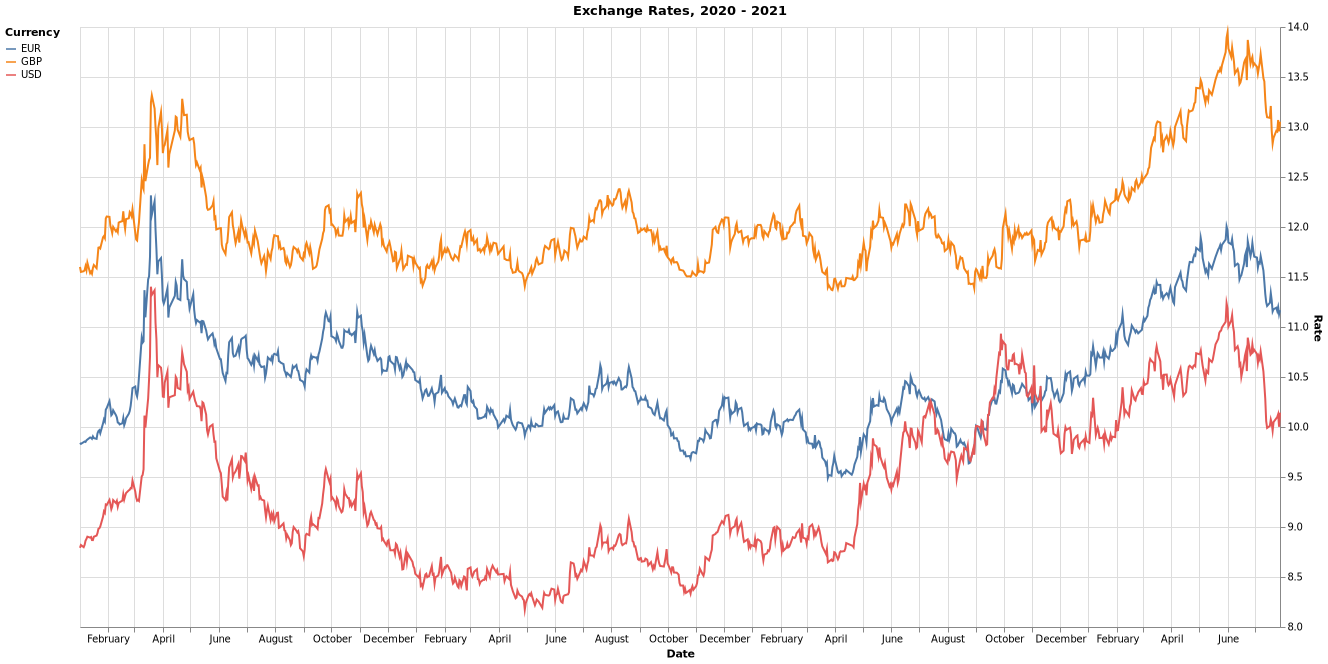 Exchange Rates, 2020 - 2021
Currency
EUR
GBP
USD
14.0
13.5
13.0
12.5
12.0
11.5
11.0
10.5
10.0
9.5
9.0
8.5
8.0
Rate
February April June August October December February April June August October December February April June August October December February April June
Date